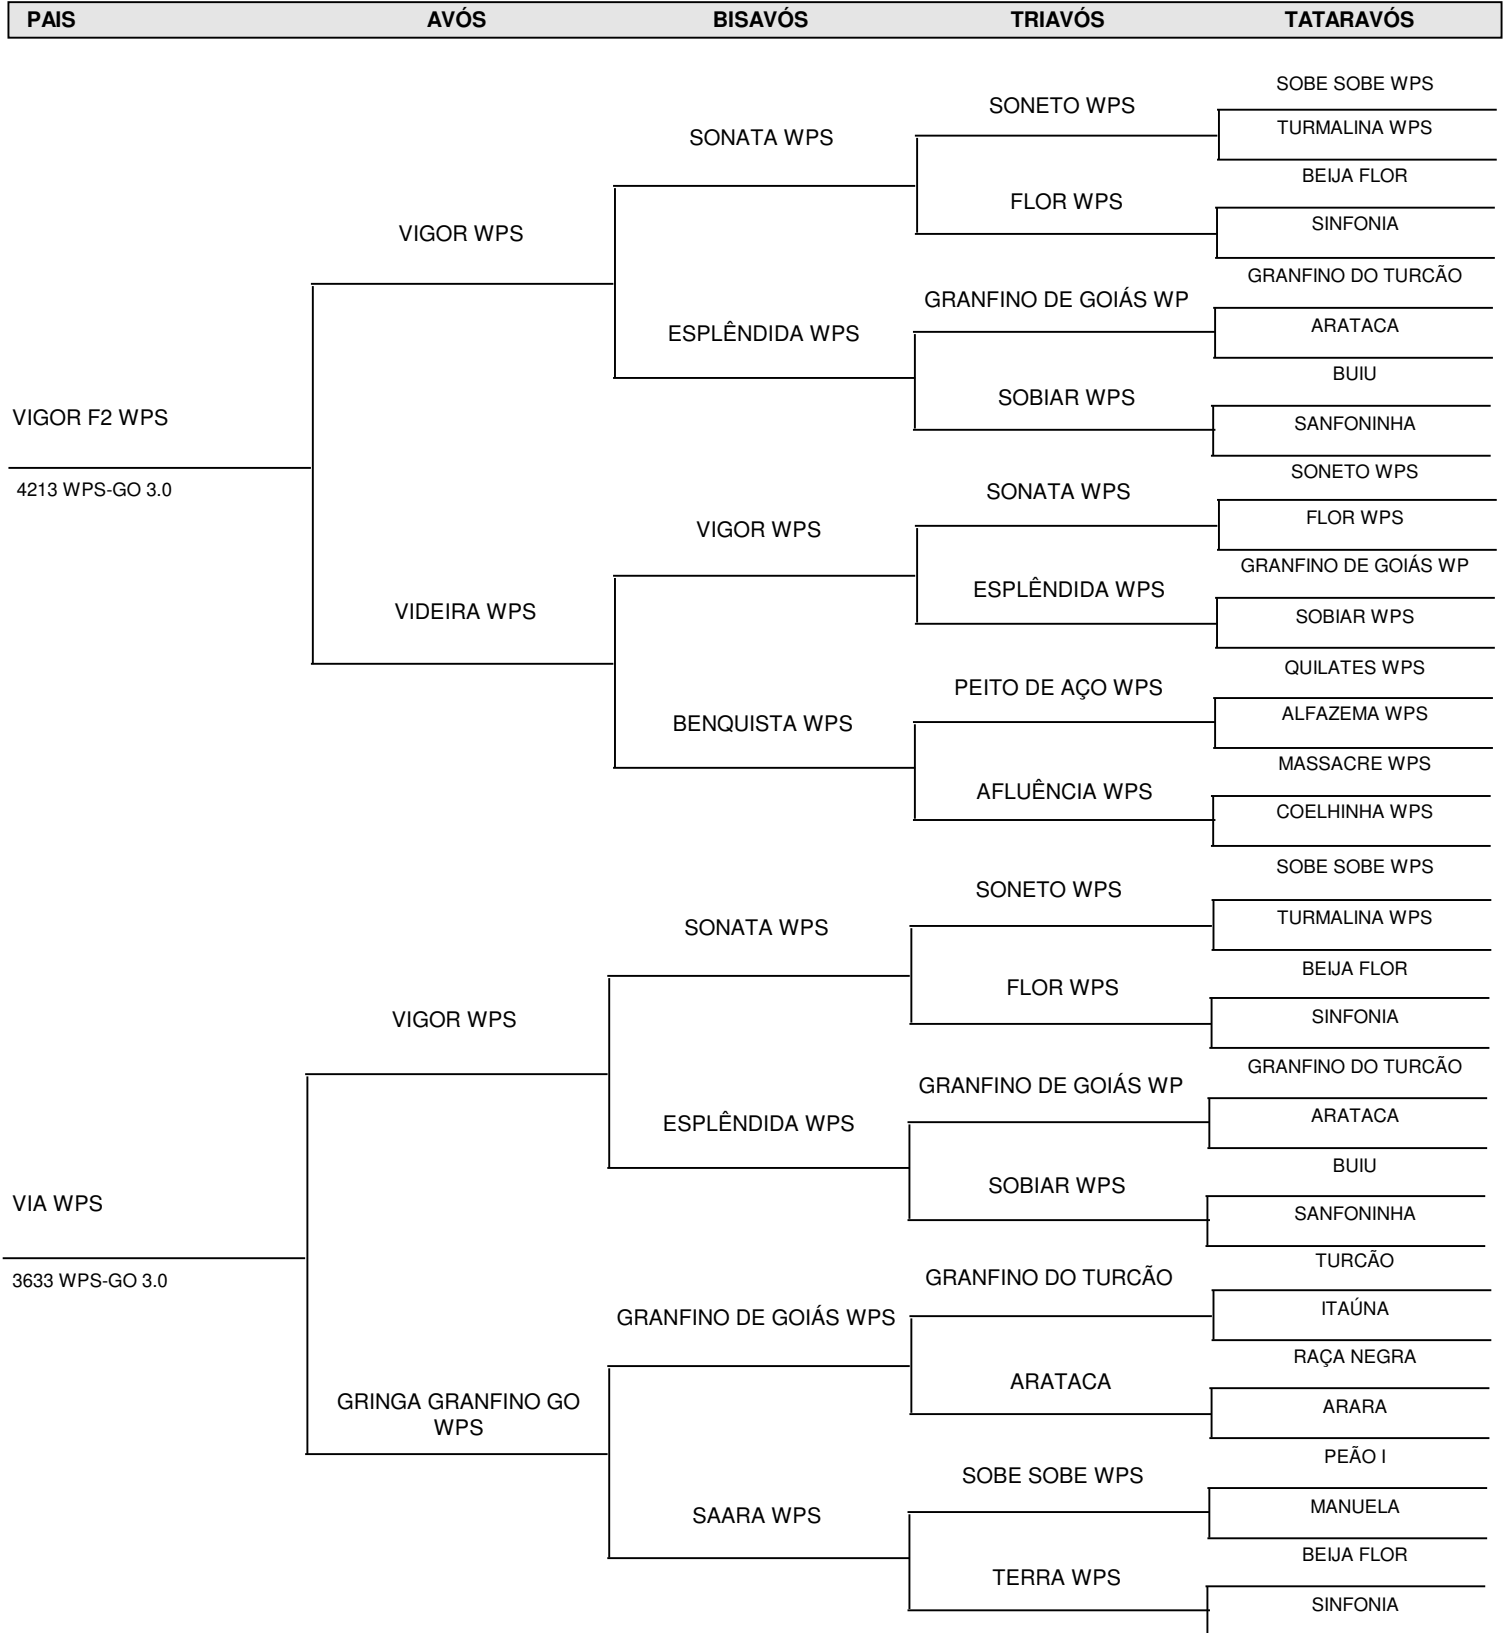 PAIS AVÓS BISAVÓS TRIAVÓS TATARAVÓS
SOBE SOBE WPS
SONETO WPS
TURMALINA WPS
SONATA WPS
BEIJA FLOR
FLOR WPS
SINFONIA
VIGOR WPS
GRANFINO DO TURCÃO
GRANFINO DE GOIÁS WP
ARATACA
ESPLÊNDIDA WPS
BUIU
SOBIAR WPS
SANFONINHA
VIGOR F2 WPS
4213 WPS-GO 3.0
SONETO WPS
SONATA WPS
FLOR WPS
VIGOR WPS
GRANFINO DE GOIÁS WP
ESPLÊNDIDA WPS
SOBIAR WPS
VIDEIRA WPS
QUILATES WPS
PEITO DE AÇO WPS
ALFAZEMA WPS
BENQUISTA WPS
MASSACRE WPS
AFLUÊNCIA WPS
COELHINHA WPS
SOBE SOBE WPS
SONETO WPS
TURMALINA WPS
SONATA WPS
BEIJA FLOR
FLOR WPS
SINFONIA
VIGOR WPS
GRANFINO DO TURCÃO
GRANFINO DE GOIÁS WP
ARATACA
ESPLÊNDIDA WPS
BUIU
SOBIAR WPS
SANFONINHA
VIA WPS
3633 WPS-GO 3.0
TURCÃO
GRANFINO DO TURCÃO
ITAÚNA
GRANFINO DE GOIÁS WPS
RAÇA NEGRA
ARATACA
ARARA
GRINGA GRANFINO GO
WPS
PEÃO I
SOBE SOBE WPS
MANUELA
SAARA WPS
BEIJA FLOR
TERRA WPS
SINFONIA